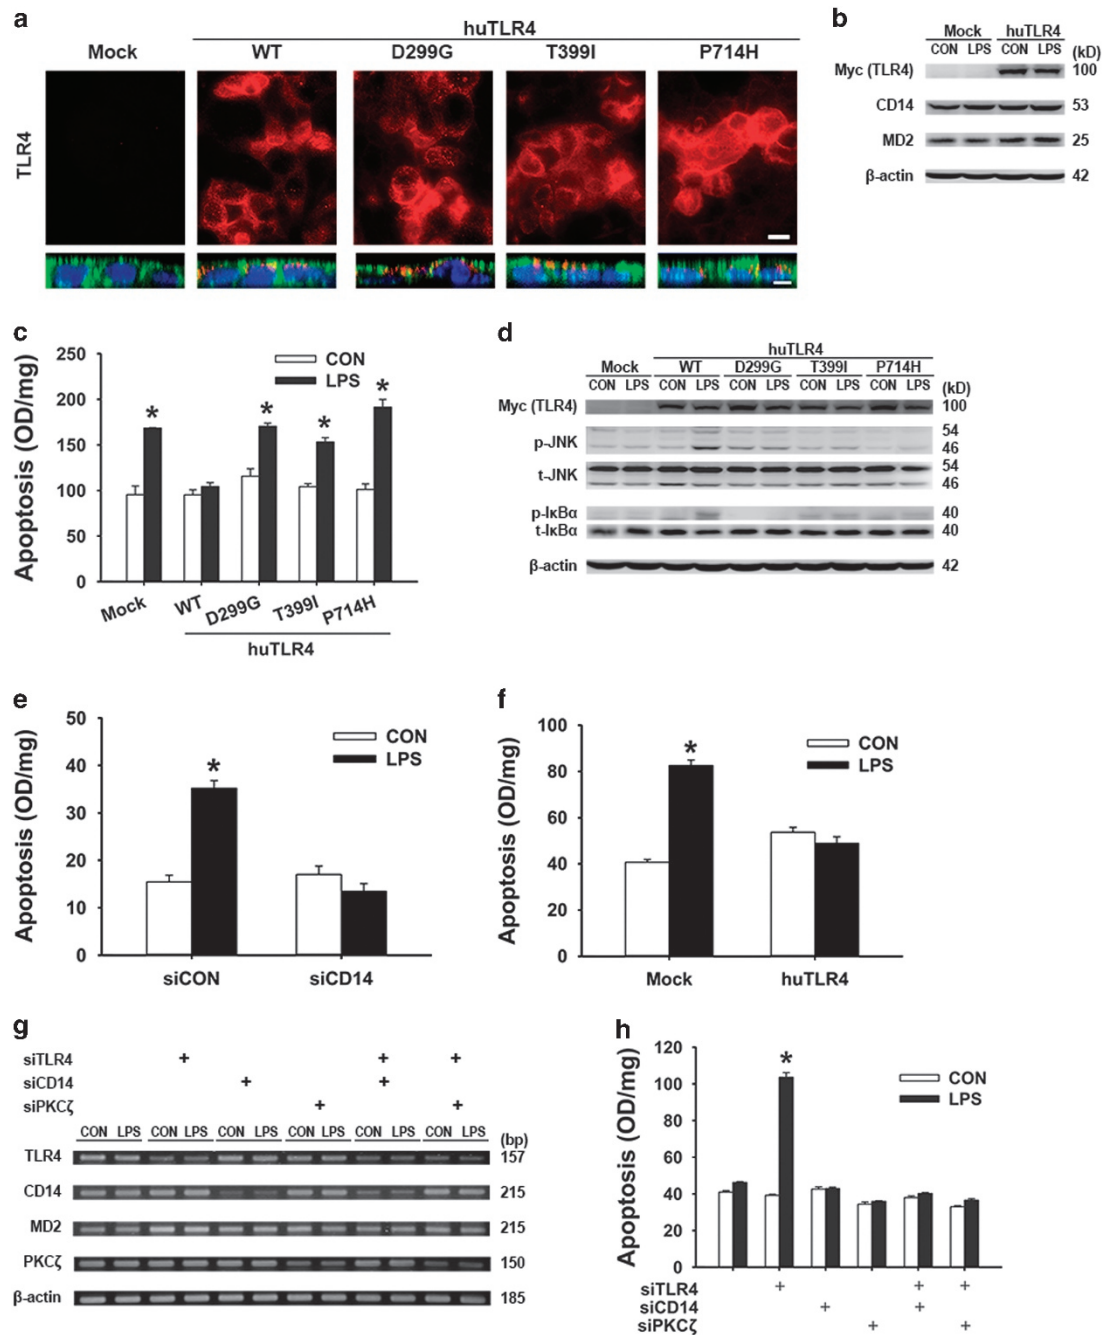 a
huTLR4
Mock WT D299G T399I P714H
TLR4
b
Mock huTLR4
CON LPS CON LPS (kD)
Myc (TLR4) 100
CD14 53
MD2 25
β-actin 42
c
250
200
150
100
50
0
Apoptosis (OD/mg)
CON
LPS
* * * *
Mock WT D299G T399I P714H
huTLR4
d
huTLR4
Mock WT D299G T399I P714H
CON LPS CON LPS CON LPS CON LPS CON LPS (kD)
Myc (TLR4) 100
p-JNK 54
46
t-JNK 54
46
p-IκBα 40
t-IκBα 40
β-actin 42
e
50
40
30
20
10
0
Apoptosis (OD/mg)
CON
LPS
*
siCON siCD14
f
100
80
60
40
20
0
Apoptosis (OD/mg)
CON
LPS
*
Mock huTLR4
g
siTLR4 + + +
siCD14 + +
siPKCζ + +
CON LPS CON LPS CON LPS CON LPS CON LPS CON LPS (bp)
TLR4 157
CD14 215
MD2 215
PKCζ 150
β-actin 185
h
120
100
80
60
40
20
0
Apoptosis (OD/mg)
CON
LPS
*
siTLR4 + + +
siCD14 + +
siPKCζ + +